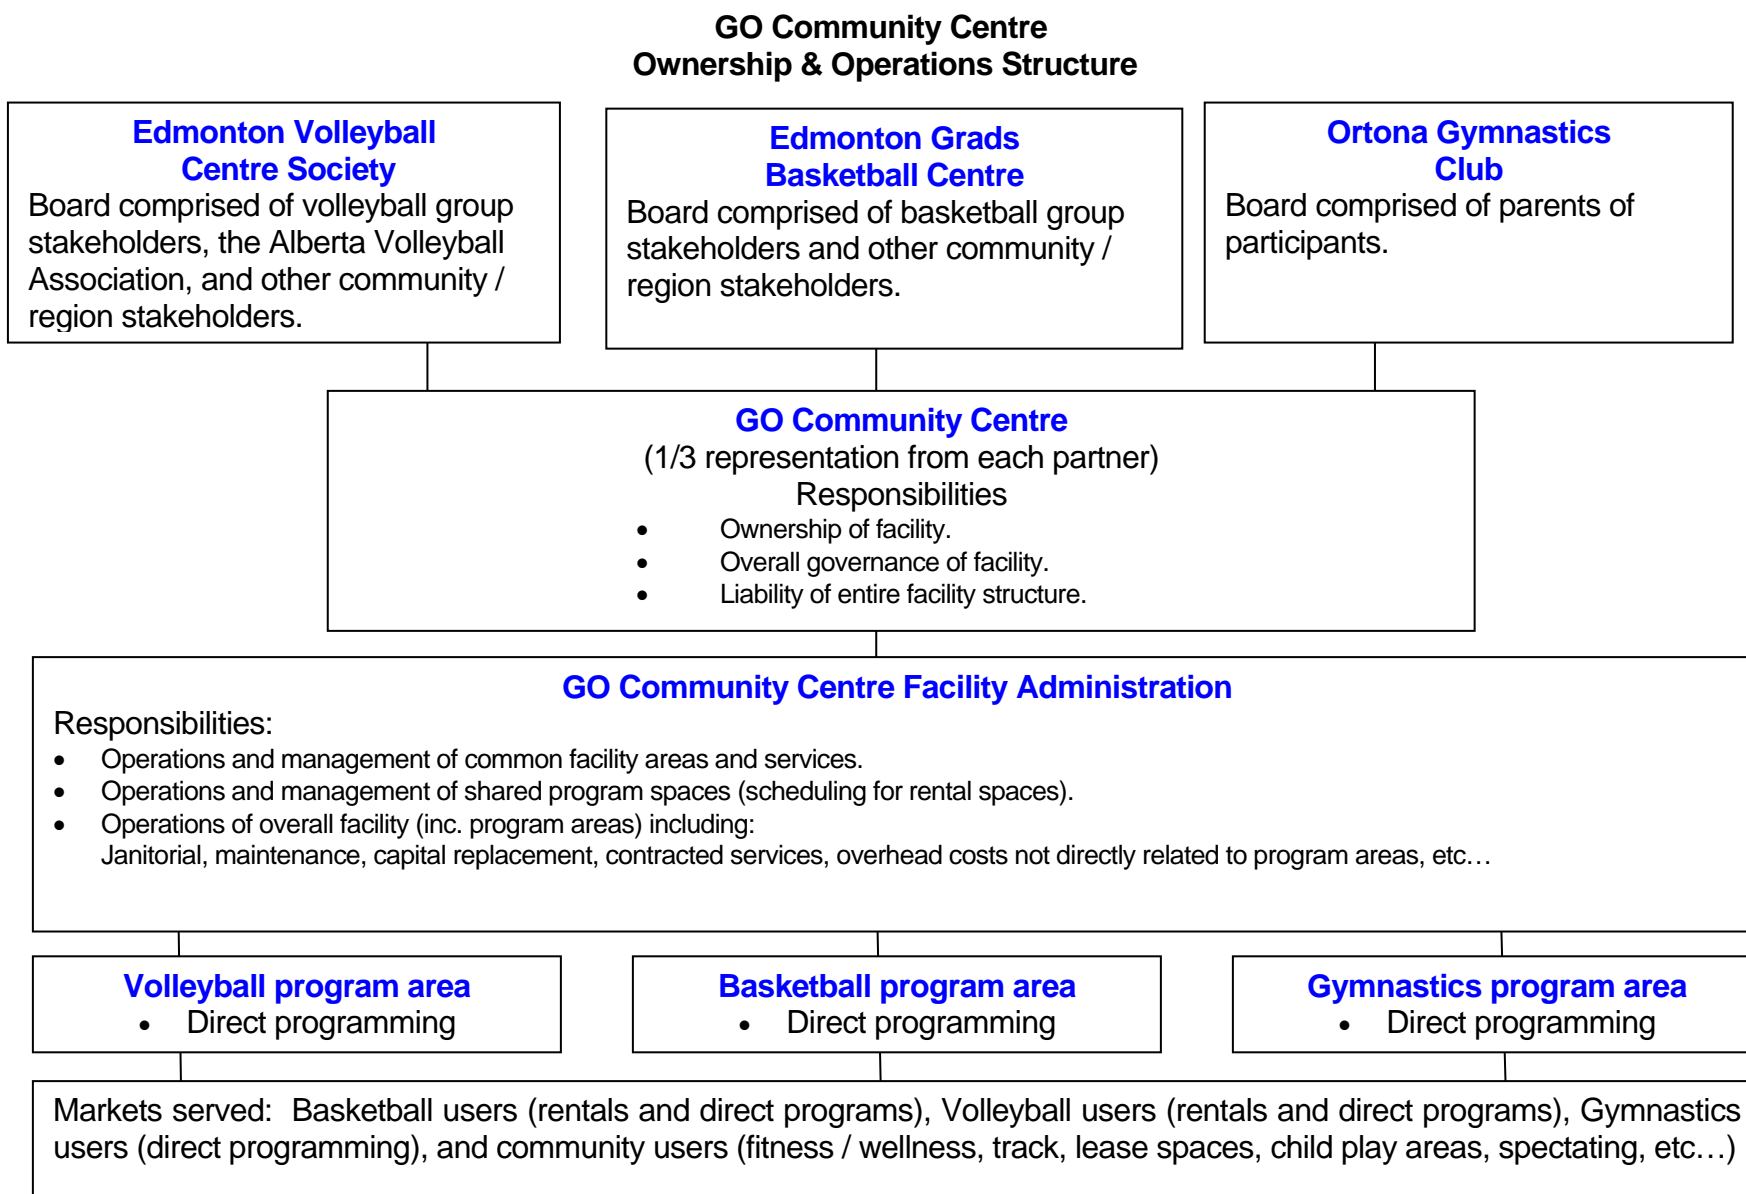 GO Community Centre
Ownership & Operations Structure
Edmonton Volleyball
Centre Society
Board comprised of volleyball group
stakeholders, the Alberta Volleyball
Association, and other community /
region stakeholders.
Edmonton Grads
Basketball Centre
Board comprised of basketball group
stakeholders and other community /
region stakeholders.
Ortona Gymnastics
Club
Board comprised of parents of
participants.
GO Community Centre
(1/3 representation from each partner)
Responsibilities
• Ownership of facility.
• Overall governance of facility.
• Liability of entire facility structure.
GO Community Centre Facility Administration
Responsibilities:
• Operations and management of common facility areas and services.
• Operations and management of shared program spaces (scheduling for rental spaces).
• Operations of overall facility (inc. program areas) including:
Janitorial, maintenance, capital replacement, contracted services, overhead costs not directly related to program areas, etc…
Volleyball program area
• Direct programming
Basketball program area
• Direct programming
Gymnastics program area
• Direct programming
Markets served: Basketball users (rentals and direct programs), Volleyball users (rentals and direct programs), Gymnastics
users (direct programming), and community users (fitness / wellness, track, lease spaces, child play areas, spectating, etc…)